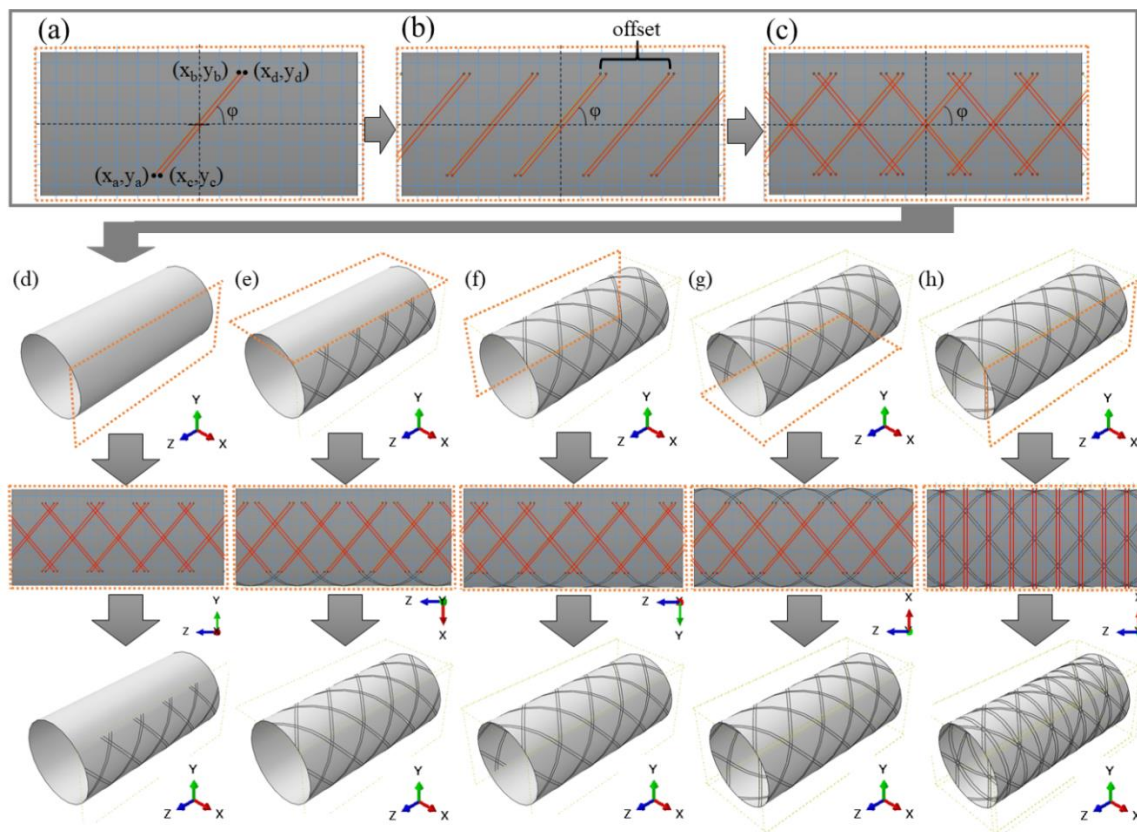 (a)
(b)
(c)
offset
(x_b,y_b) (x_d,y_d)
φ
(x_a,y_a) (x_c,y_c)
φ
φ
(d)
(e)
(f)
(g)
(h)
Y
Z
X
Y
Z
X
Y
Z
X
Y
Z
X
Y
Z
X
Y
Z
Z
Y
X
Z
X
Y
X
Z
Y
X
Z
Y
Y
Z
X
Y
Z
X
Y
Z
X
Y
Z
X
Y
Z
X